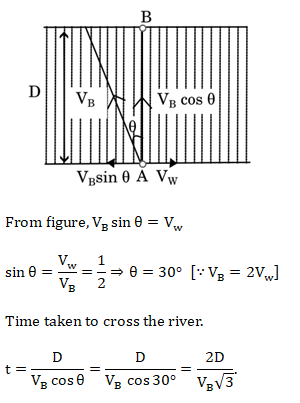 B
D
V_B
V_B cos θ
θ
V_B sin θ A V_W
From figure, V_B sin θ = V_w
sin θ = V_w/V_B = 1/2 ⇒ θ = 30° [∵ V_B = 2V_w]
Time taken to cross the river.
t = D/(V_B cos θ) = D/(V_B cos 30°) = 2D/(V_B√3).